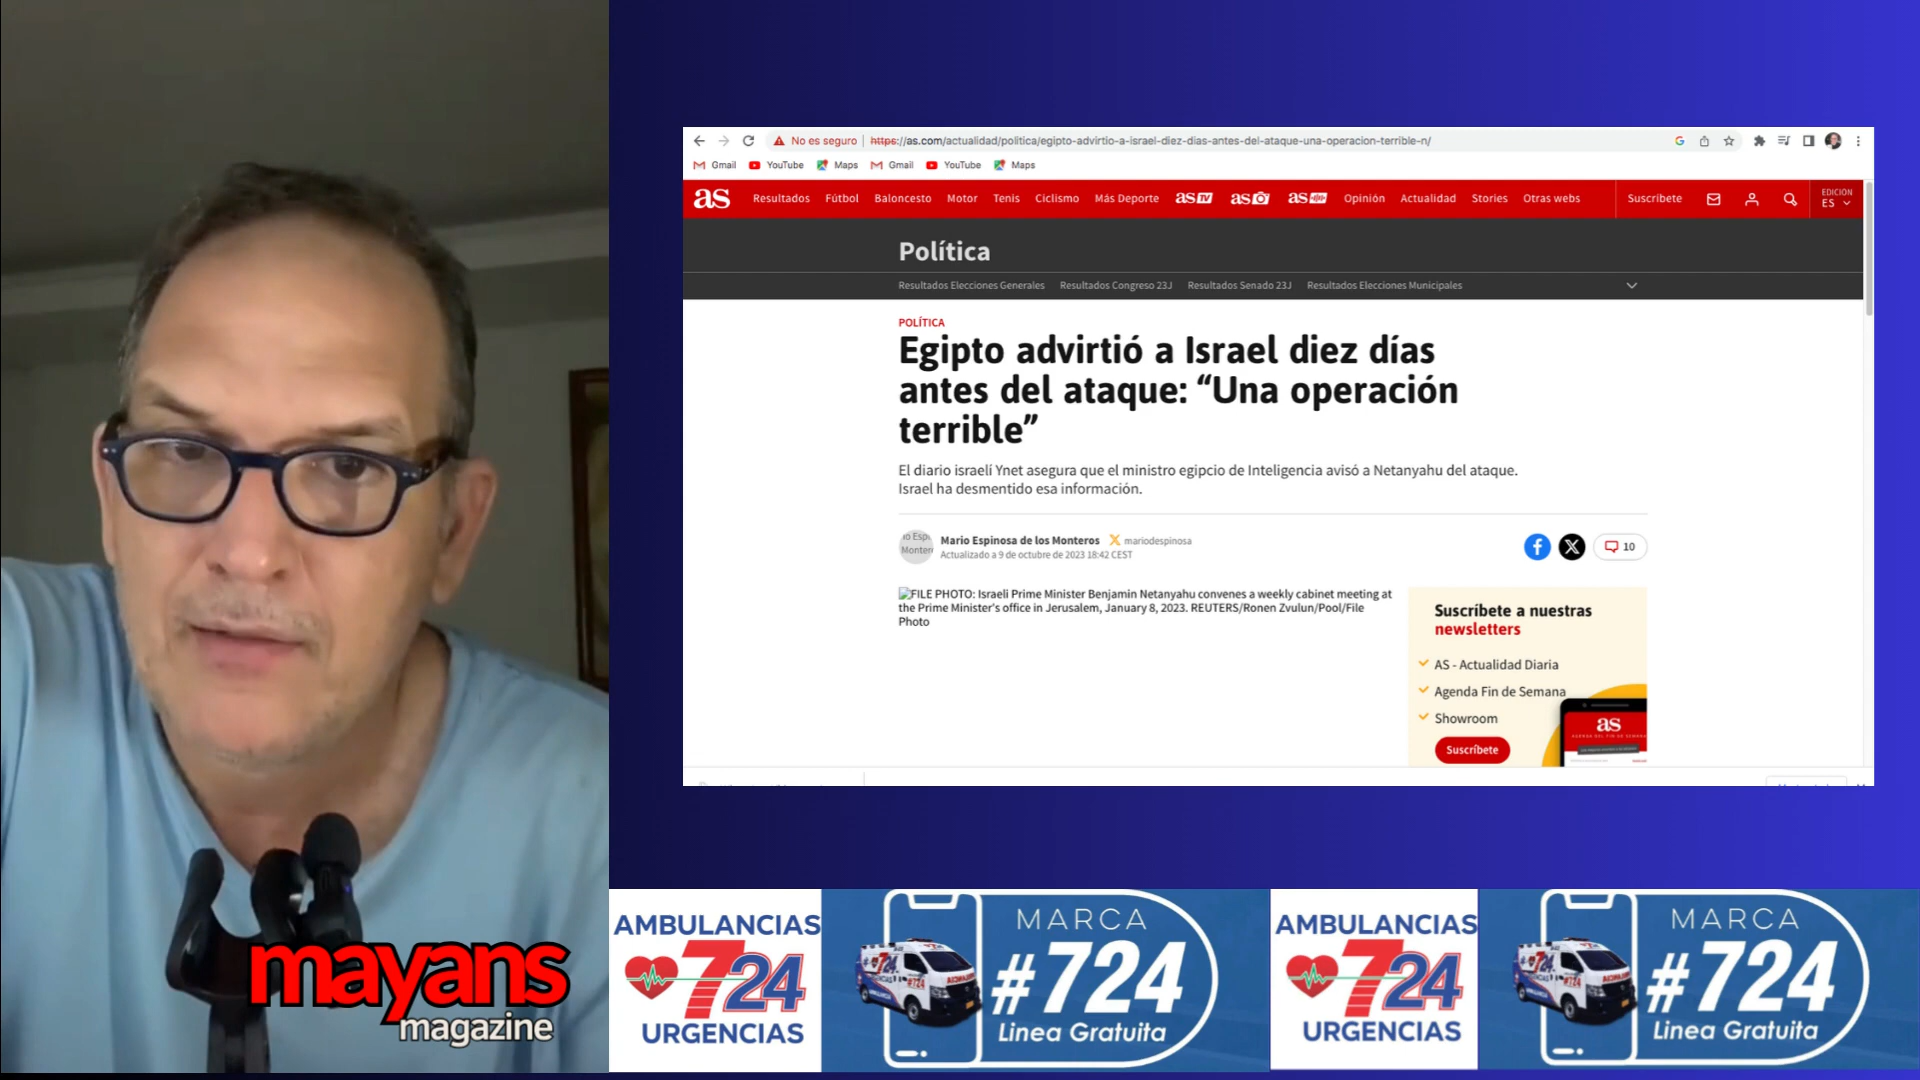 No es seguro
https://as.com/actualidad/politica/egipto-advirtio-a-israel-diez-dias-antes-del-ataque-una-operacion-terrible-n/
Gmail YouTube Maps Gmail YouTube Maps
as Resultados Fútbol Baloncesto Motor Tenis Ciclismo Más Deporte asTV as as Opinión Actualidad Stories Otras webs Suscríbete EDICION
ES
Política
Resultados Elecciones Generales Resultados Congreso 23J Resultados Senado 23J Resultados Elecciones Municipales
POLÍTICA
Egipto advirtió a Israel diez días
antes del ataque: “Una operación
terrible”
El diario israelí Ynet asegura que el ministro egipcio de Inteligencia avisó a Netanyahu del ataque.
Israel ha desmentido esa información.
Mario Espinosa de los Monteros mariodespinosa
Actualizado a 9 de octubre de 2023 18:42 CEST
10
FILE PHOTO: Israeli Prime Minister Benjamin Netanyahu convenes a weekly cabinet meeting at
the Prime Minister's office in Jerusalem, January 8, 2023. REUTERS/Ronen Zvulun/Pool/File
Photo
Suscríbete a nuestras
newsletters
AS - Actualidad Diaria
Agenda Fin de Semana
Showroom
Suscríbete
as
mayans
magazine
AMBULANCIAS
724
URGENCIAS
MARCA
#724
Linea Gratuita
AMBULANCIAS
724
URGENCIAS
MARCA
#724
Linea Gratuita